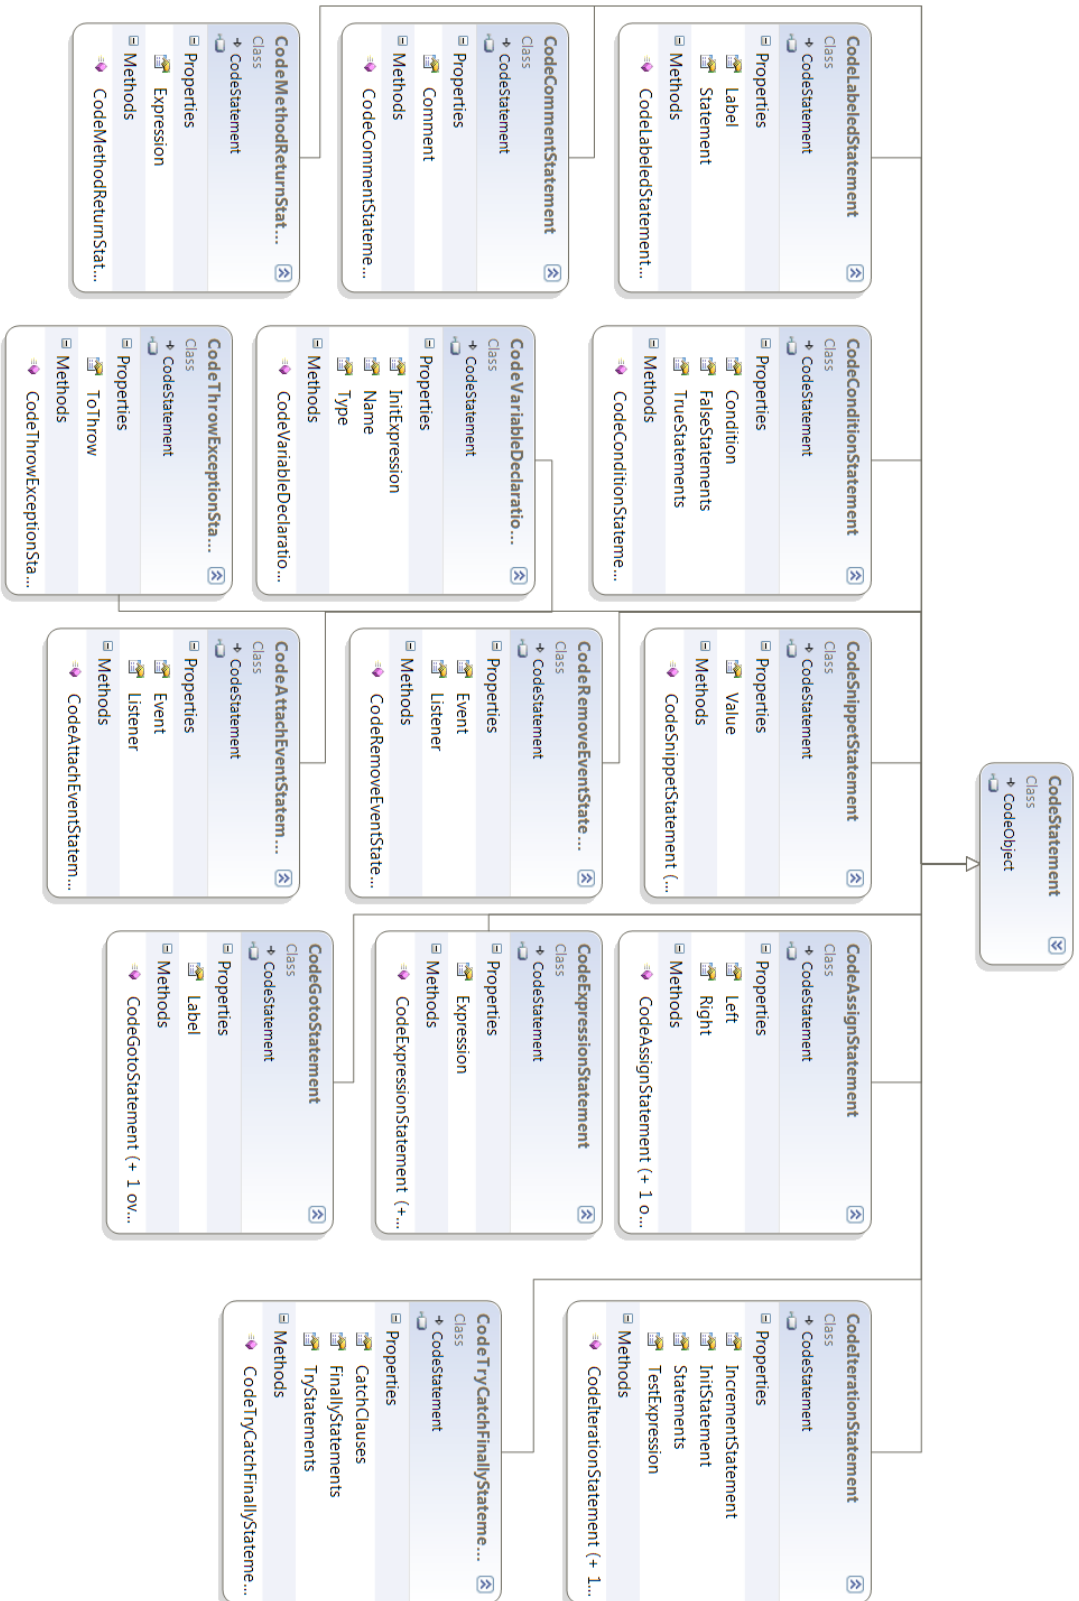 CodeStatement
Class
CodeObject
CodeLabeledStatement
Class
CodeStatement
Properties
Label
Statement
Methods
CodeLabeledStatement...
CodeConditionStatement
Class
CodeStatement
Properties
Condition
FalseStatements
TrueStatements
Methods
CodeConditionStateme...
CodeSnippetStatement
Class
CodeStatement
Properties
Value
Methods
CodeSnippetStatement (...
CodeAssignStatement
Class
CodeStatement
Properties
Left
Right
Methods
CodeAssignStatement (+ 1 o...
CodeIterationStatement
Class
CodeStatement
Properties
IncrementStatement
InitStatement
Statements
TestExpression
Methods
CodeIterationStatement (+ 1...
CodeCommentStatement
Class
CodeStatement
Properties
Comment
Methods
CodeCommentStateme...
CodeVariableDeclaratio...
Class
CodeStatement
Properties
InitExpression
Name
Type
Methods
CodeVariableDeclaratio...
CodeRemoveEventState...
Class
CodeStatement
Properties
Event
Listener
Methods
CodeRemoveEventState...
CodeExpressionStatement
Class
CodeStatement
Properties
Expression
Methods
CodeExpressionStatement (+...
CodeTryCatchFinallyStateme...
Class
CodeStatement
Properties
CatchClauses
FinallyStatements
TryStatements
Methods
CodeTryCatchFinallyStateme...
CodeMethodReturnStat...
Class
CodeStatement
Properties
Expression
Methods
CodeMethodReturnStat...
CodeThrowExceptionSta...
Class
CodeStatement
Properties
ToThrow
Methods
CodeThrowExceptionSta...
CodeAttachEventStatem...
Class
CodeStatement
Properties
Event
Listener
Methods
CodeAttachEventStatem...
CodeGotoStatement
Class
CodeStatement
Properties
Label
Methods
CodeGotoStatement (+ 1 ov...